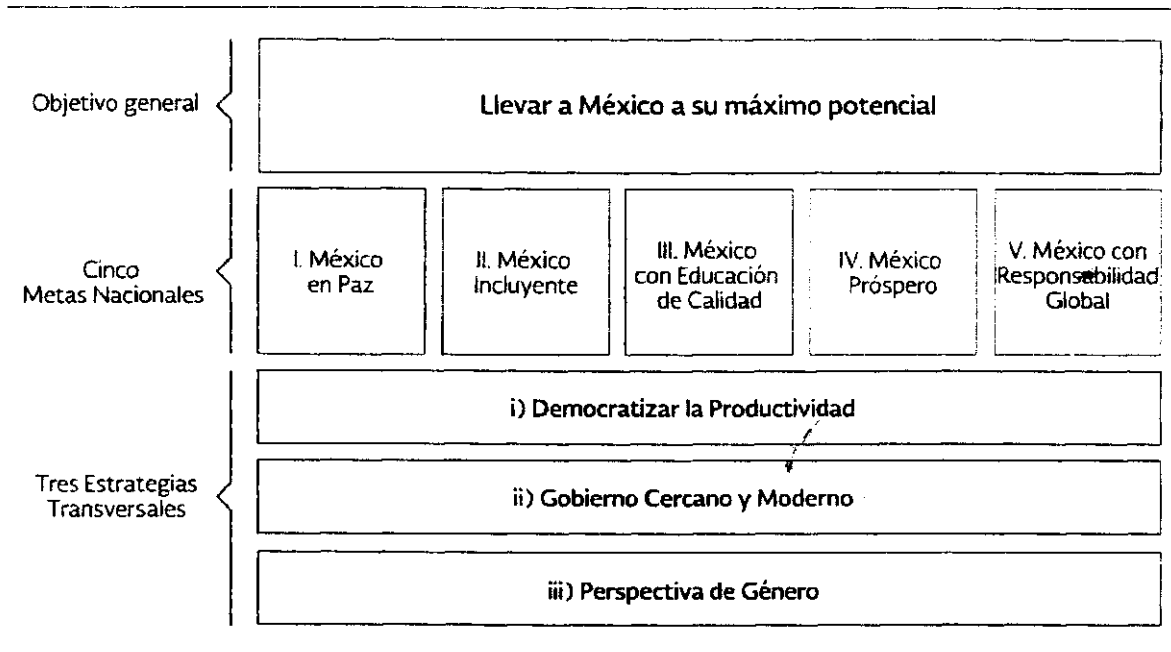 Objetivo general
Llevar a México a su máximo potencial
Cinco
Metas Nacionales
I. México
en Paz
II. México
Incluyente
III. México
con Educación
de Calidad
IV. México
Próspero
V. México con
Responsabilidad
Global
Tres Estrategias
Transversales
i) Democratizar la Productividad
ii) Gobierno Cercano y Moderno
iii) Perspectiva de Género